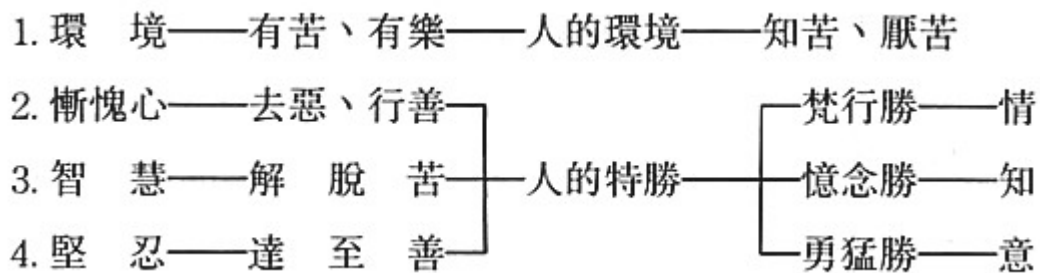 1. 環境——有苦、有樂——人的環境——知苦、厭苦
2. 慚愧心——去惡、行善 梵行勝——情
3. 智慧——解脫苦——人的特勝——憶念勝——知
4. 堅忍——達至善 勇猛勝——意